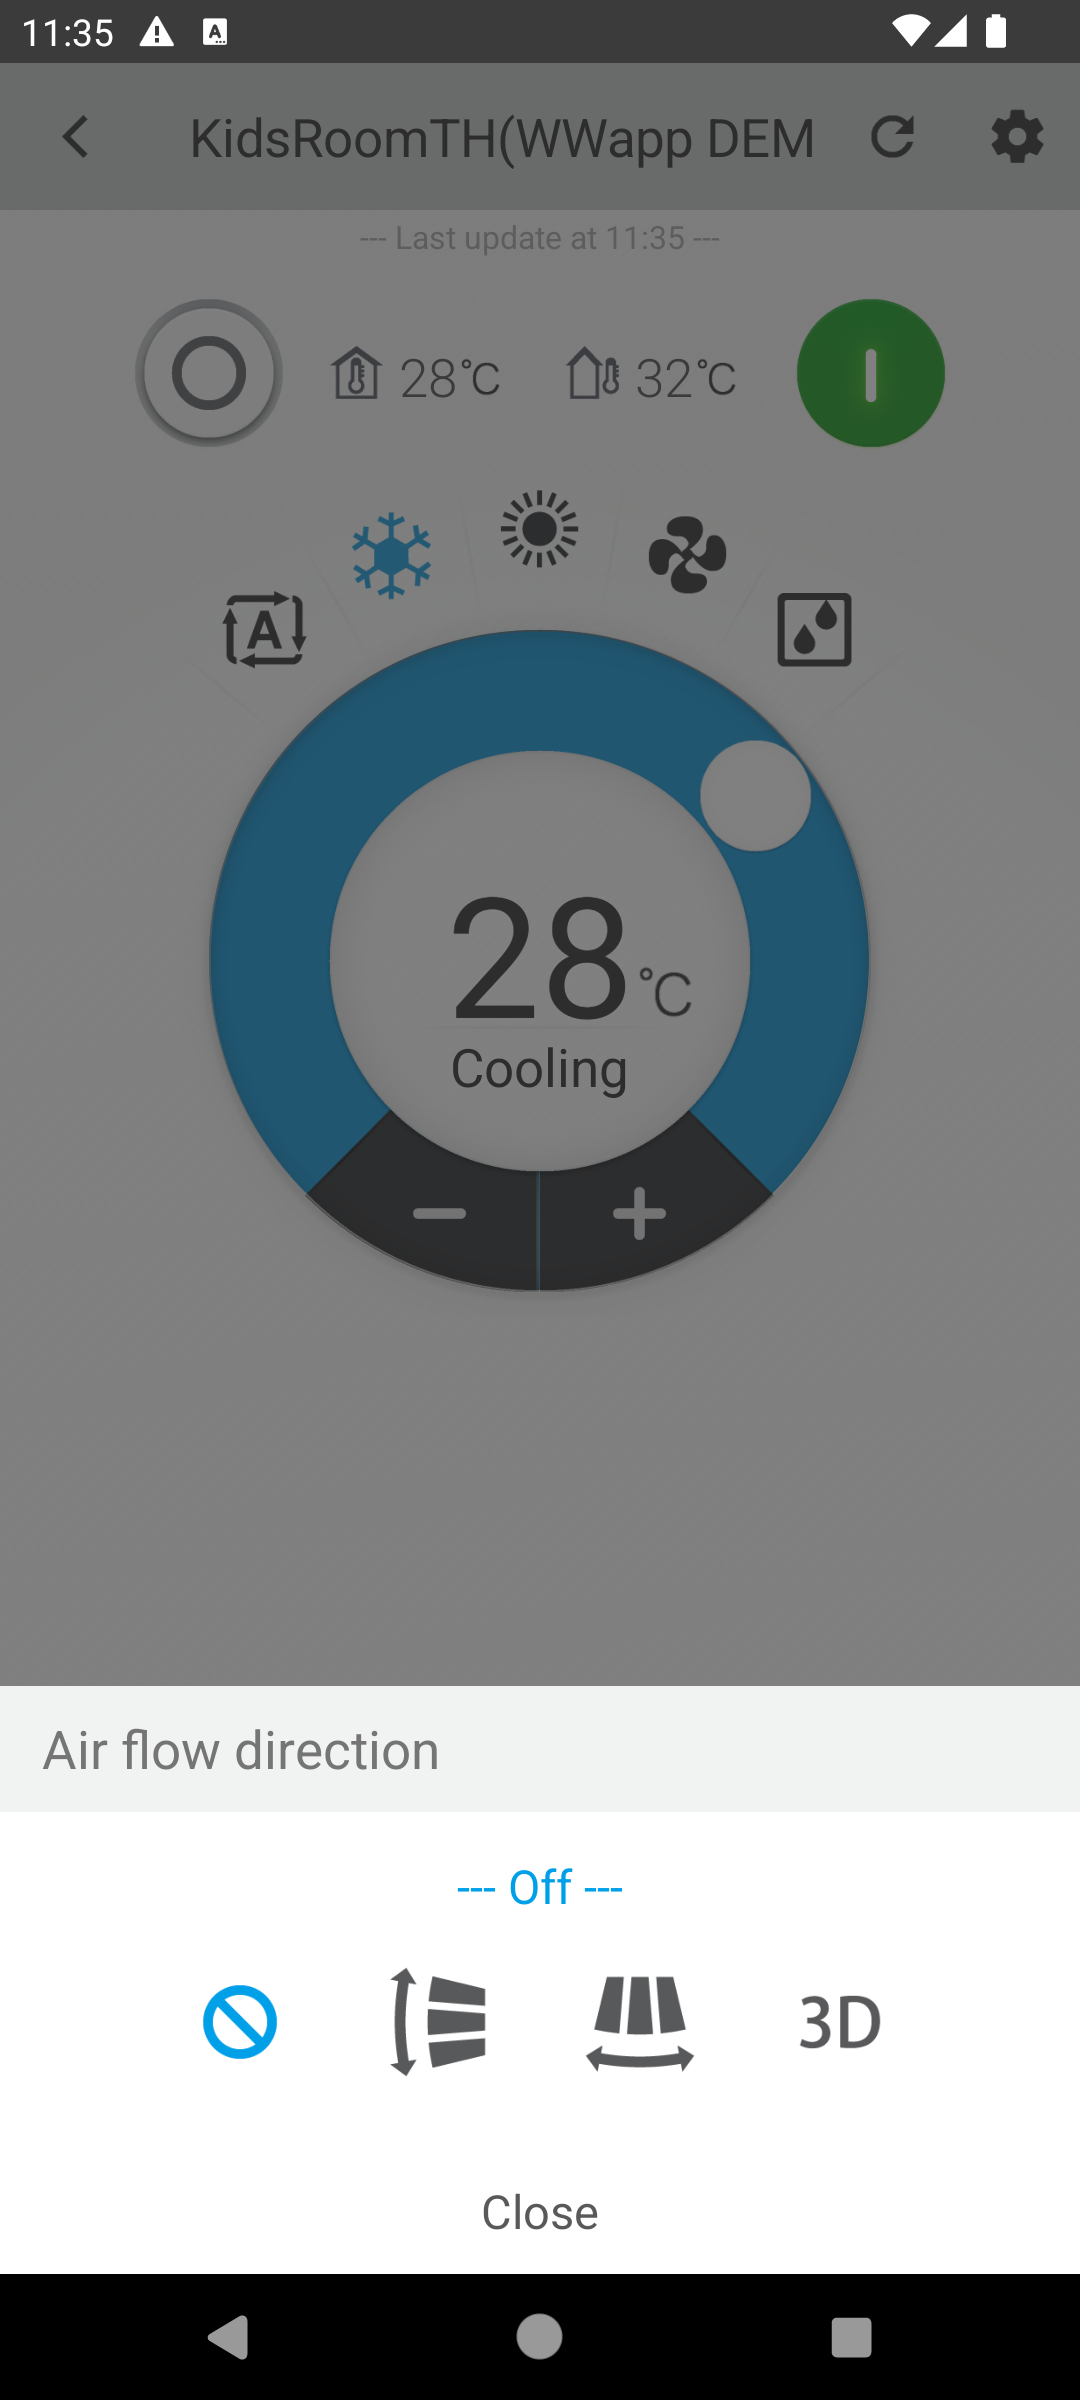 11:35
KidsRoomTH(WWapp DEM
--- Last update at 11:35 ---
28℃
32℃
A
28℃
Cooling
Air flow direction
--- Off ---
3D
Close